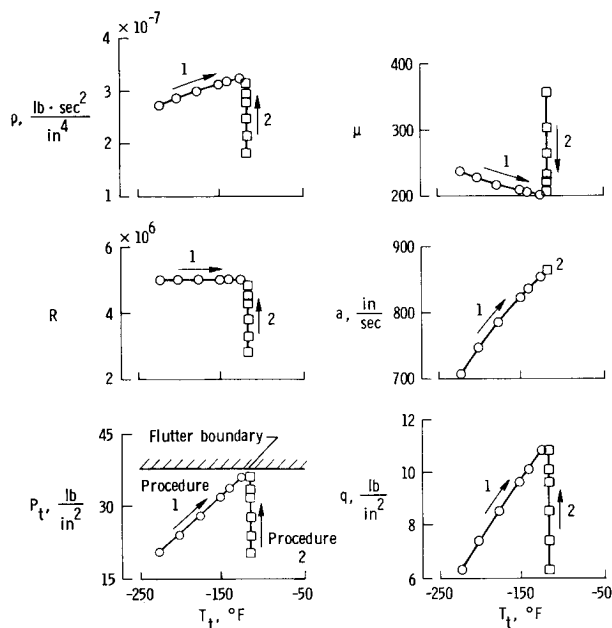 4 × 10⁻⁷
3
2
1
ρ, lb · sec²
in⁴
1
2
400
300
200
μ
1
2
6 × 10⁶
4
2
R
1
2
900
800
700
a, in
sec
1
2
45
30
15
Pₜ, lb
in²
Flutter boundary
Procedure
1
Procedure
2
-250
-150
-50
Tₜ, °F
12
10
8
6
q, lb
in²
1
2
-250
-150
-50
Tₜ, °F